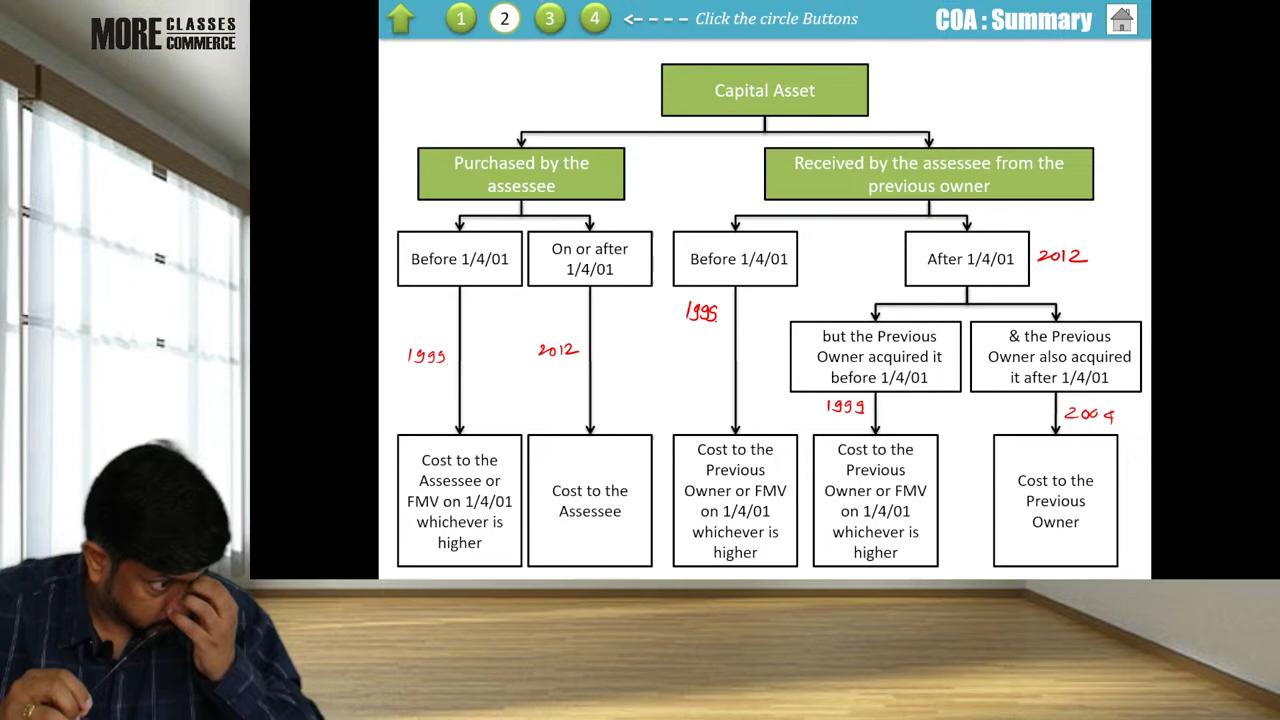 MORE CLASSES COMMERCE
1 2 3 4 Click the circle Buttons
COA : Summary
Capital Asset
Purchased by the
assessee
Received by the assessee from the
previous owner
Before 1/4/01
On or after
1/4/01
Before 1/4/01
After 1/4/01
2012
1995
but the Previous
Owner acquired it
before 1/4/01
& the Previous
Owner also acquired
it after 1/4/01
1995
2012
1999
2004
Cost to the
Assessee or
FMV on 1/4/01
whichever is
higher
Cost to the
Assessee
Cost to the
Previous
Owner or FMV
on 1/4/01
whichever is
higher
Cost to the
Previous
Owner or FMV
on 1/4/01
whichever is
higher
Cost to the
Previous
Owner